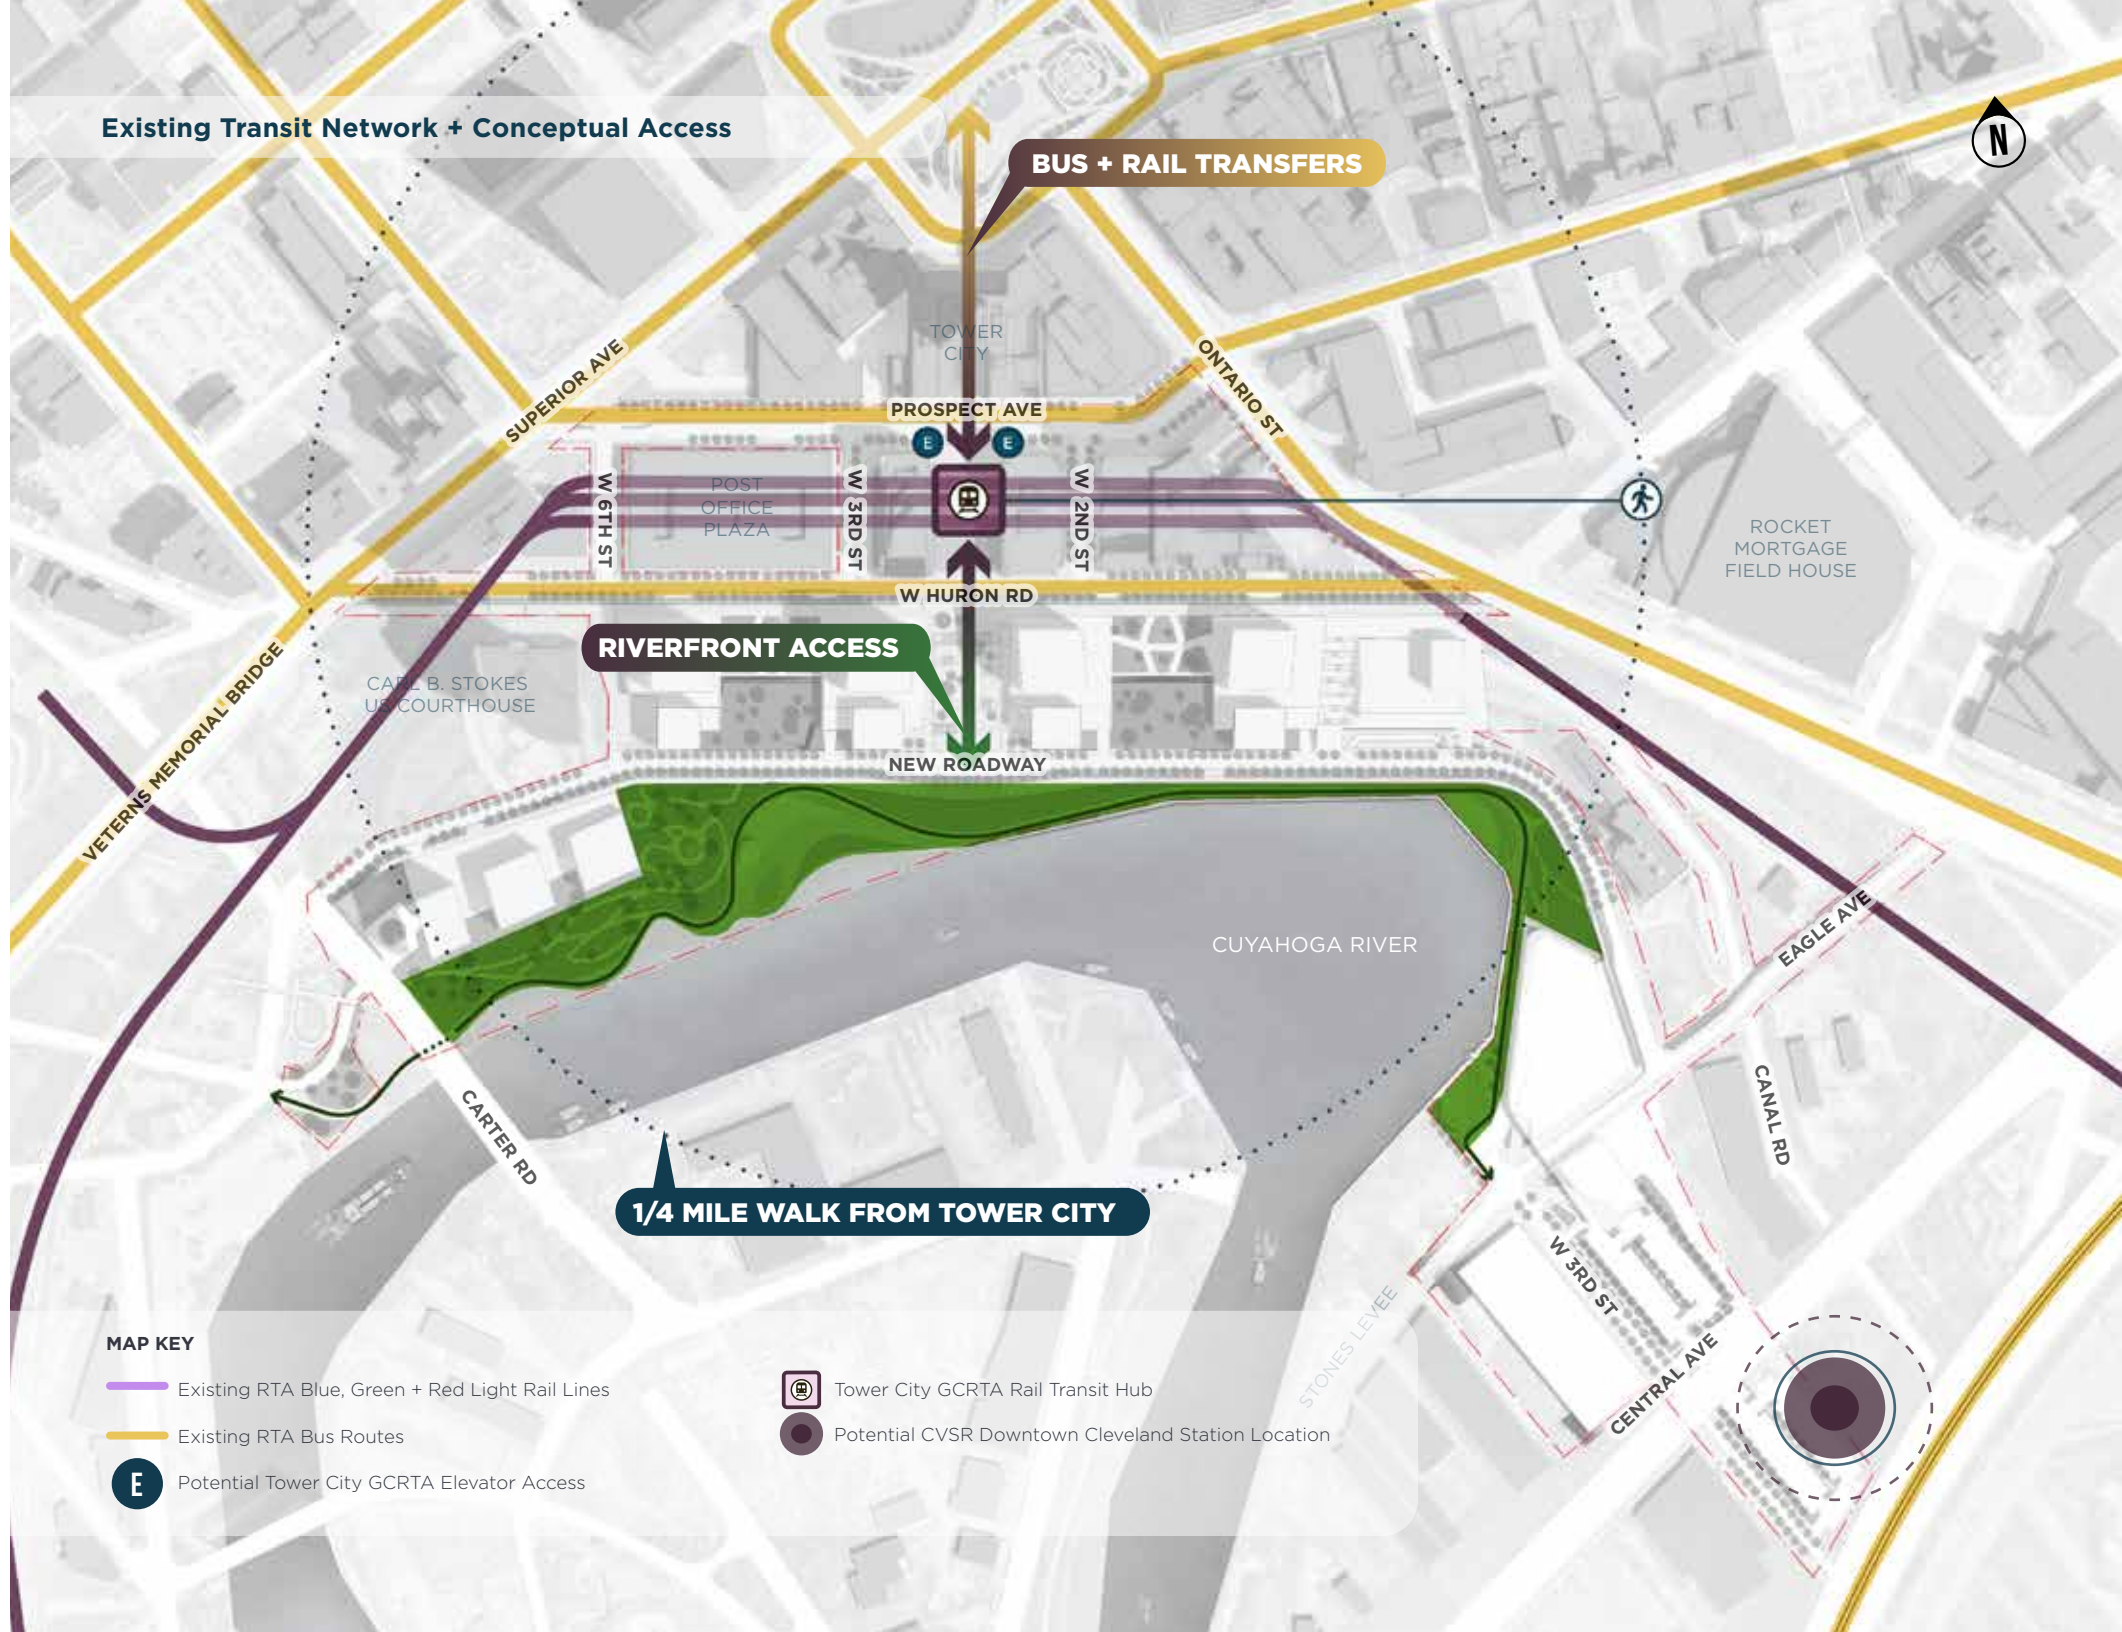 Existing Transit Network + Conceptual Access
N
BUS + RAIL TRANSFERS
TOWER
CITY
SUPERIOR AVE
ONTARIO ST
PROSPECT AVE
E
E
W 6TH ST
POST
OFFICE
PLAZA
W 3RD ST
W 2ND ST
ROCKET
MORTGAGE
FIELD HOUSE
W HURON RD
RIVERFRONT ACCESS
CARL B. STOKES
US COURTHOUSE
VETERNS MEMORIAL BRIDGE
NEW ROADWAY
CUYAHOGA RIVER
EAGLE AVE
CARTER RD
CANAL RD
1/4 MILE WALK FROM TOWER CITY
W 3RD ST
STONES LEVEE
CENTRAL AVE
MAP KEY
Existing RTA Blue, Green + Red Light Rail Lines
Existing RTA Bus Routes
E
Potential Tower City GCRTA Elevator Access
Tower City GCRTA Rail Transit Hub
Potential CVSR Downtown Cleveland Station Location